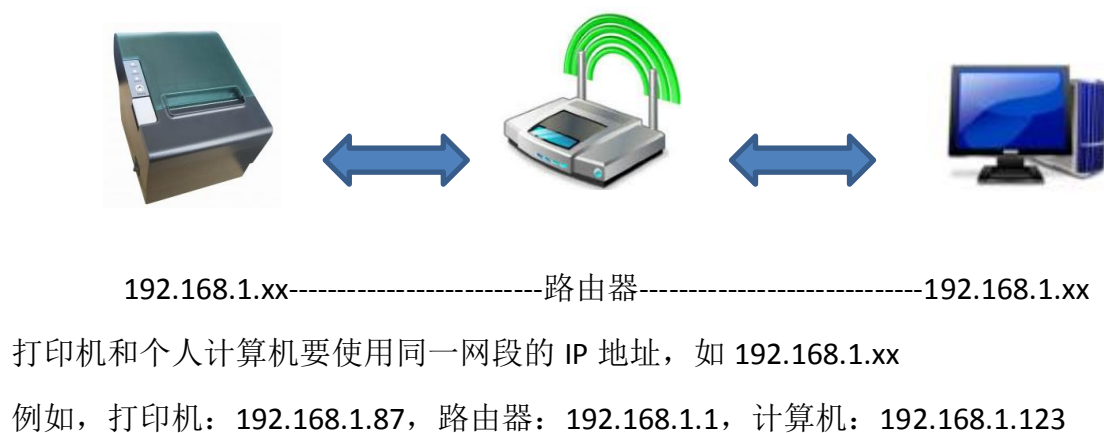 192.168.1.xx--------------------------路由器-----------------------------192.168.1.xx
打印机和个人计算机要使用同一网段的 IP 地址，如 192.168.1.xx
例如，打印机：192.168.1.87，路由器：192.168.1.1，计算机：192.168.1.123